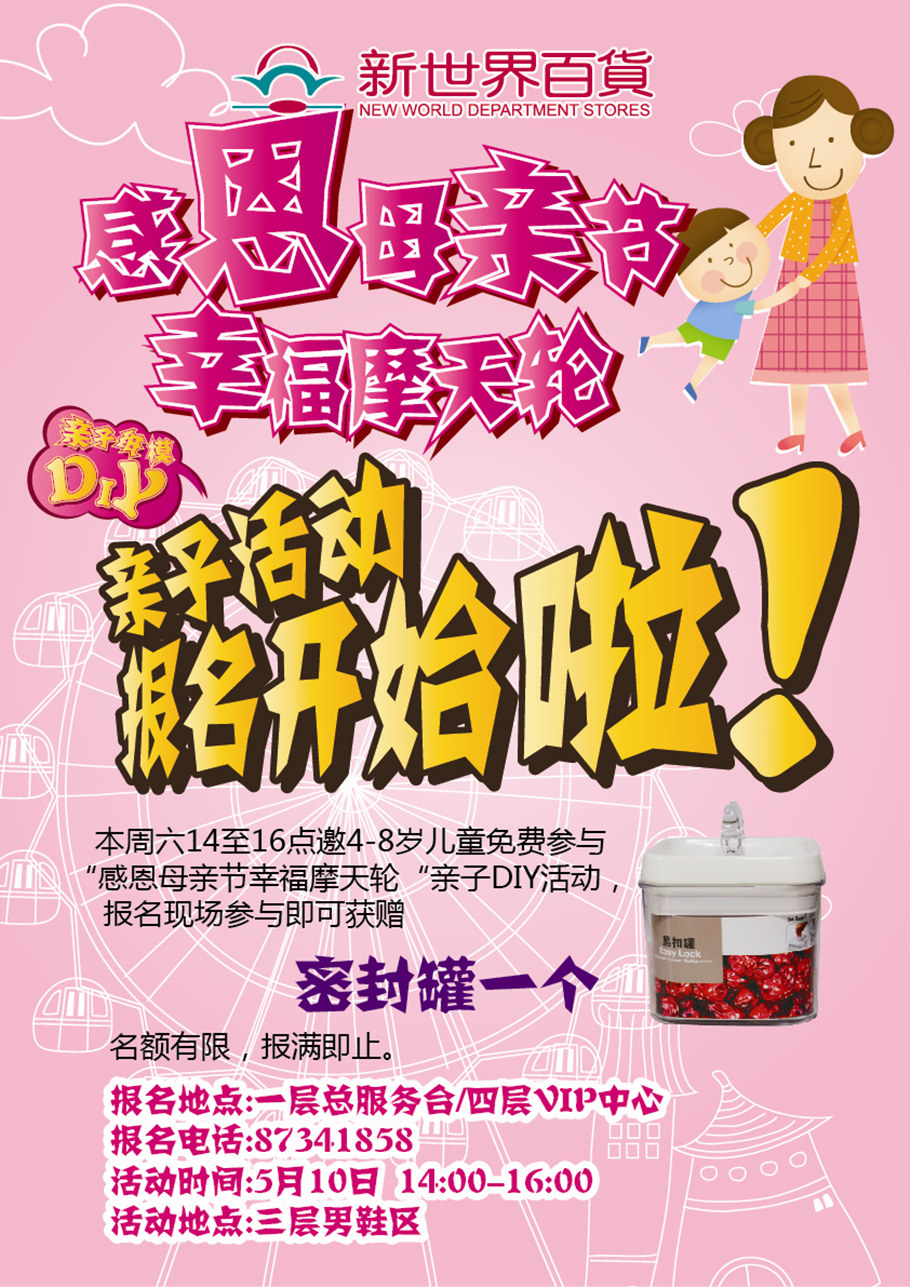 新世界百貨
NEW WORLD DEPARTMENT STORES
感恩母亲节
幸福摩天轮
亲子
DIY
亲子活动
报名开始啦！
本周六14至16点邀4-8岁儿童免费参与
“感恩母亲节幸福摩天轮 “亲子DIY活动，
报名现场参与即可获赠
密封罐一个
易扣罐
Easy Lock
名额有限，报满即止。
报名地点:一层总服务台/四层VIP中心
报名电话:87341858
活动时间:5月10日 14:00-16:00
活动地点:三层男鞋区